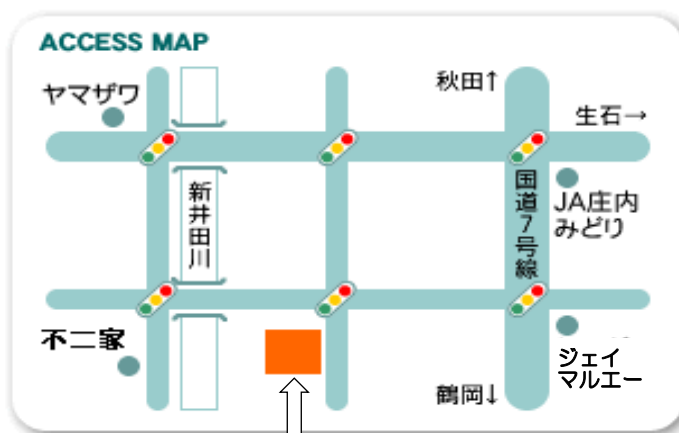 ACCESS MAP
ヤマザワ
秋田↑
生石→
新井田川
国道7号線
JA庄内
みどり
不二家
ジェイ
マルエー
鶴岡↓